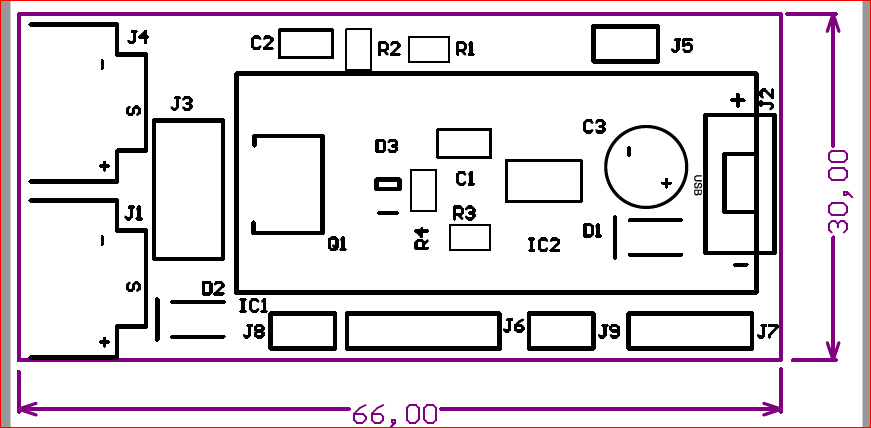 J4
C2
R2
R1
J5
-
S
+
J3
+
J2
C3
D3
C1
-
+
USB
30,00
J1
-
R3
R4
Q1
IC2
D1
-
S
+
D2
IC1
J8
J6
J9
J7
66,00